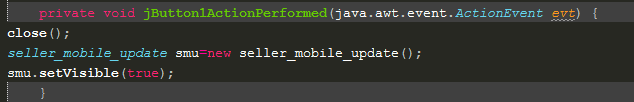 private void jButton1ActionPerformed(java.awt.event.ActionEvent evt) {
close();
seller_mobile_update smu=new seller_mobile_update();
smu.setVisible(true);
}